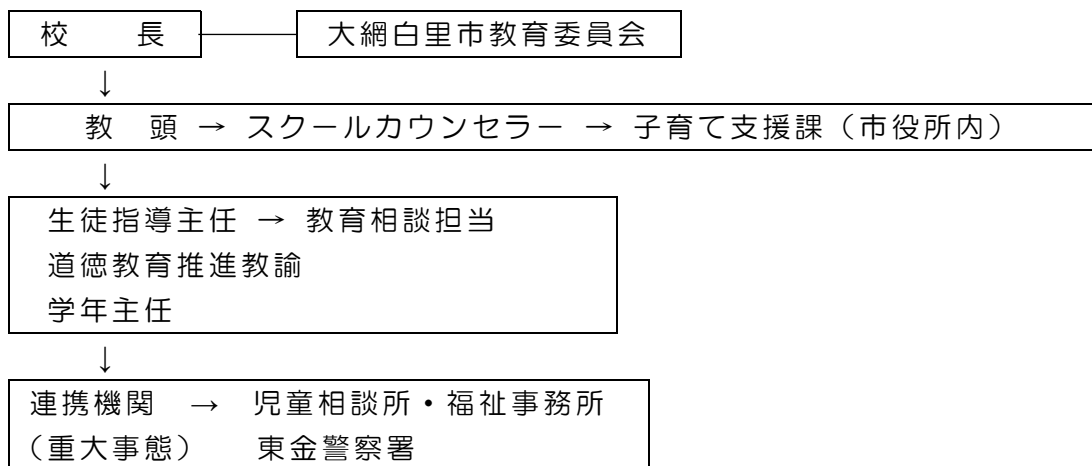 校　　長　大網白里市教育委員会
↓
教　頭 → スクールカウンセラー → 子育て支援課（市役所内）
↓
生徒指導主任 → 教育相談担当
道徳教育推進教諭
学年主任
↓
連携機関　→　児童相談所・福祉事務所
（重大事態）　　東金警察署